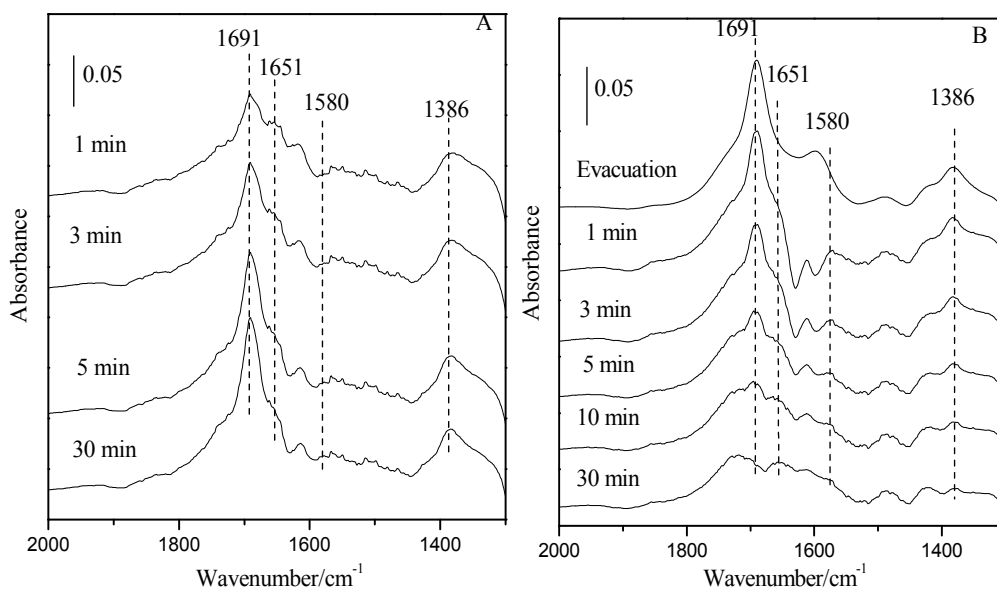 A
1691
1651
0.05
1580
1386
1 min
3 min
5 min
30 min
Absorbance
2000 1800 1600 1400
Wavenumber/cm-1
B
1691
1651
0.05
1580
1386
Evacuation
1 min
3 min
5 min
10 min
30 min
Absorbance
2000 1800 1600 1400
Wavenumber/cm-1